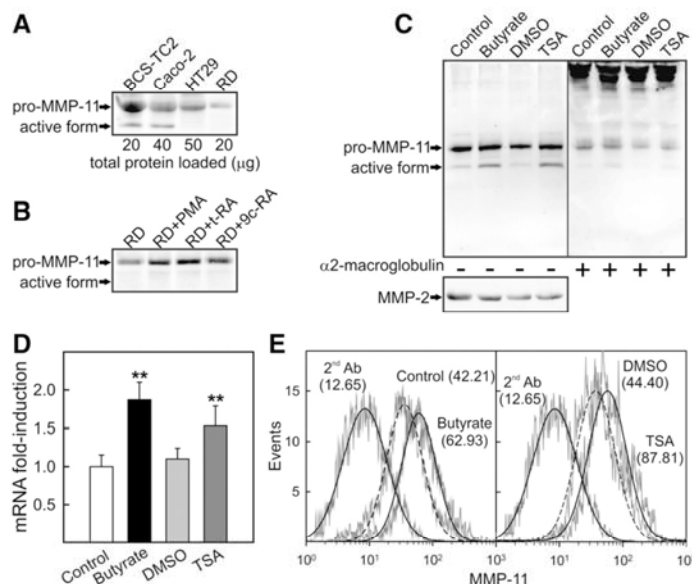 A
BCS-TC2 Caco-2 HT29 RD
pro-MMP-11
active form
20 40 50 20
total protein loaded (μg)
B
RD RD+PMA RD+t-RA RD+9c-RA
pro-MMP-11
active form
C
Control Butyrate DMSO TSA Control Butyrate DMSO TSA
pro-MMP-11
active form
α2-macroglobulin - - - - + + + +
MMP-2
D
mRNA fold-induction
2.0
1.5
1.0
0.5
** **
Control Butyrate DMSO TSA
E
Events
15
10
5
2nd Ab
(12.65)
Control (42.21)
Butyrate
(62.93)
2nd Ab
(12.65)
DMSO
(44.40)
TSA
(87.81)
10⁰ 10¹ 10² 10³ 10¹ 10² 10³
MMP-11